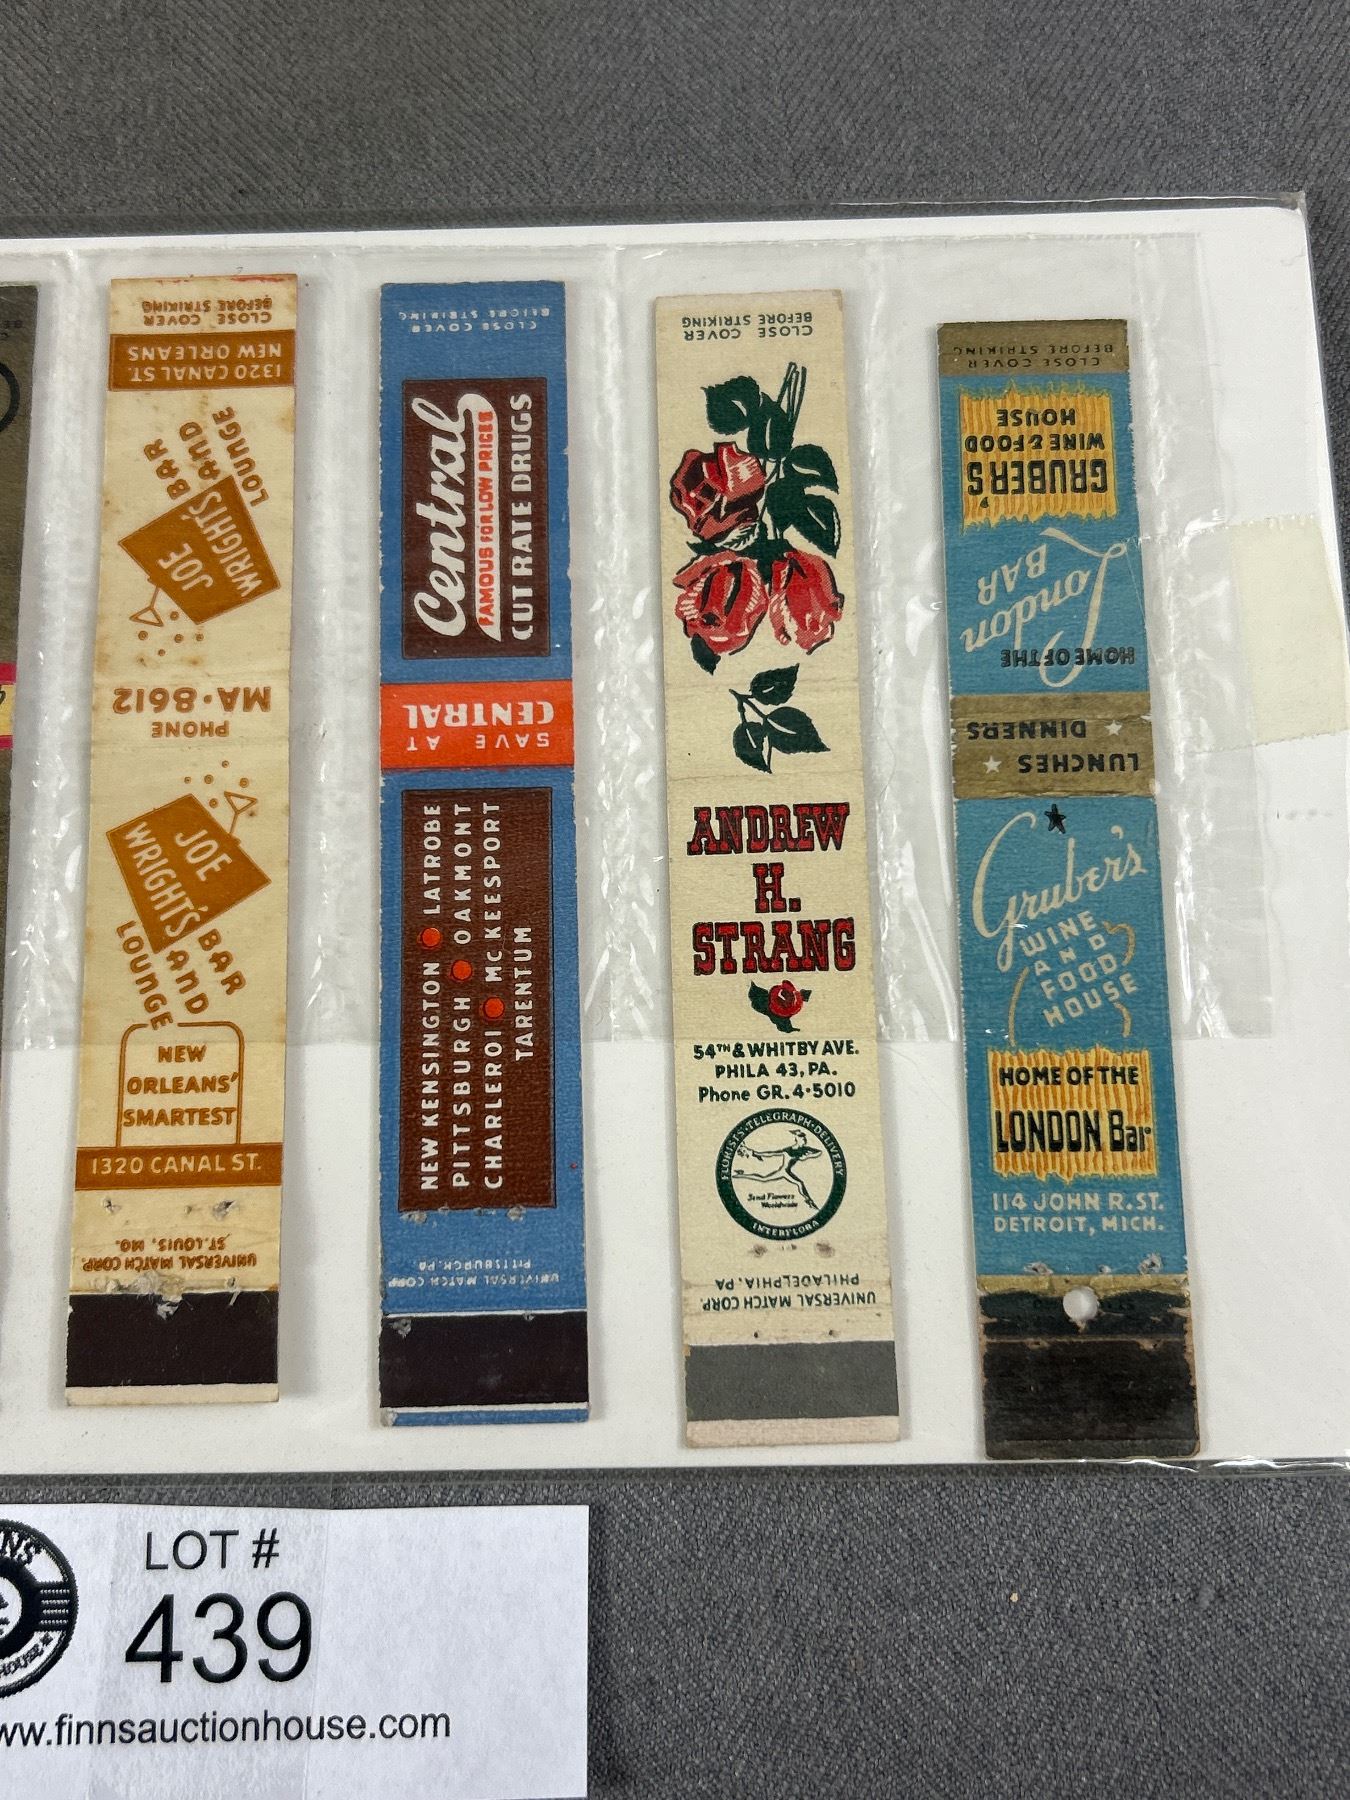 CLOSE COVER
BEFORE STRIKING
1320 CANAL ST.
NEW ORLEANS
JOE
WRIGHT'S
BAR
AND
LOUNGE
PHONE
MA·8612
JOE
WRIGHT'S
BAR
AND
LOUNGE
NEW
ORLEANS'
SMARTEST
1320 CANAL ST.
UNIVERSAL MATCH CORP.
ST. LOUIS, MO.
CLOSE COVER
BEFORE STRIKING
Central
FAMOUS FOR LOW PRICES
CUT RATE DRUGS
SAVE AT
CENTRAL
NEW KENSINGTON • LATROBE
PITTSBURGH • OAKMONT
CHARLEROI • MC KEESPORT
TARENTUM
UNIVERSAL MATCH CORP
PITTSBURGH, PA.
CLOSE COVER
BEFORE STRIKING
ANDREW
H.
STRANG
54TH & WHITBY AVE.
PHILA 43, PA.
Phone GR. 4·5010
FLORISTS·TELEGRAPH·DELIVERY
Send Flowers
Worldwide
INTERFLORA
UNIVERSAL MATCH CORP.
PHILADELPHIA, PA
CLOSE COVER
BEFORE STRIKING
GRUBER'S
WINE & FOOD
HOUSE
HOME OF THE
London
BAR
LUNCHES ★
★ DINNERS
Gruber's
WINE
AND
FOOD
HOUSE
HOME OF THE
LONDON Bar
114 JOHN R. ST.
DETROIT, MICH.
LOT #
439
www.finnsauctionhouse.com